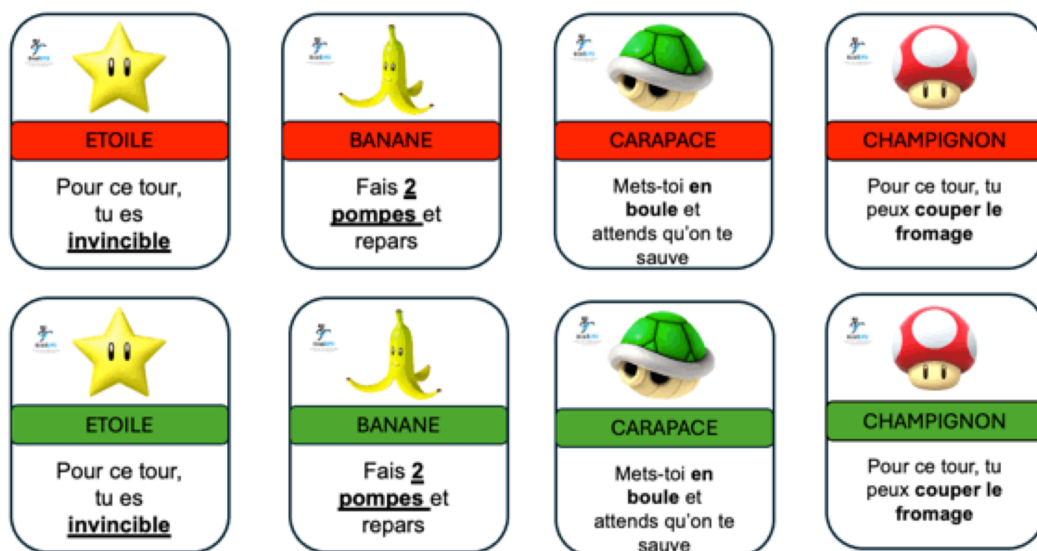 ETOILE
Pour ce tour,
tu es
invincible
BANANE
Fais 2
pompes et
repars
CARAPACE
Mets-toi en
boule et
attends qu'on te
sauve
CHAMPIGNON
Pour ce tour, tu
peux couper le
fromage
ETOILE
Pour ce tour,
tu es
invincible
BANANE
Fais 2
pompes et
repars
CARAPACE
Mets-toi en
boule et
attends qu'on te
sauve
CHAMPIGNON
Pour ce tour, tu
peux couper le
fromage